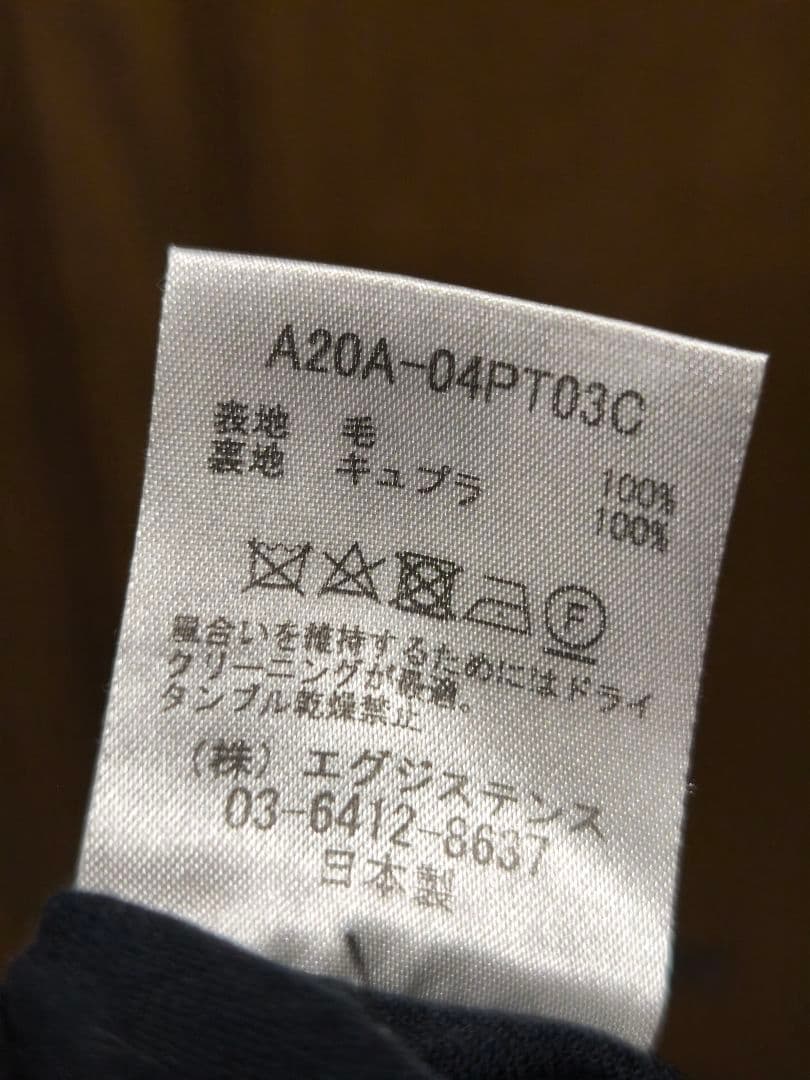 A20A-04PT03C
表地 毛 100%
裏地 キュプラ 100%
F
風合いを維持するためにはドライ
クリーニングが最適。
タンブル乾燥禁止
(株)エグジステンス
03-6412-8637
日本製